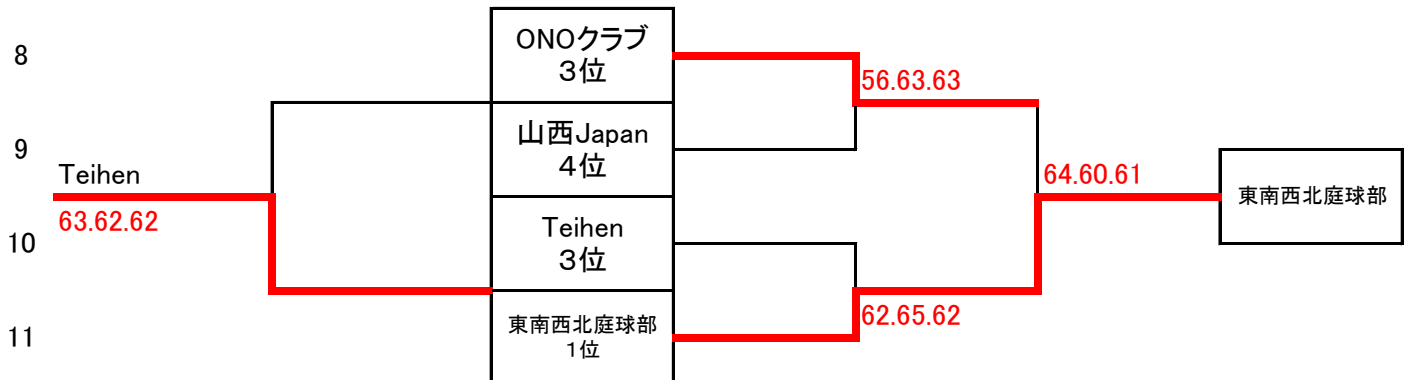 8
ONOクラブ
3位
56.63.63
9
山西Japan
4位
Teihen
63.62.62
64.60.61
東南西北庭球部
10
Teihen
3位
62.65.62
11
東南西北庭球部
1位